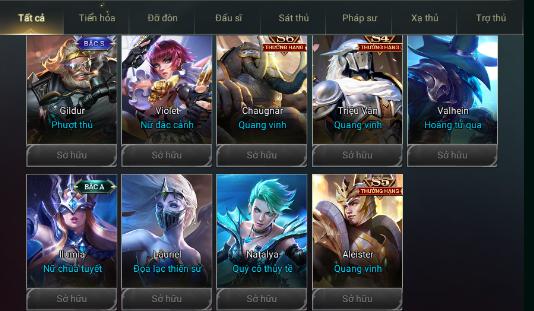 Tất cả
Tiến hóa
Đỡ đòn
Đấu sĩ
Sát thủ
Pháp sư
Xạ thủ
Trợ thủ
BẬC S
S6
THƯỜNG HẠNG
S4
THƯỜNG HẠNG
Gildur
Violet
Chaugnar
Triệu Vân
Valhein
Phượt thủ
Nữ đặc cảnh
Quang vinh
Quang vinh
Hoàng tử quạ
Sở hữu
Sở hữu
Sở hữu
Sở hữu
Sở hữu
BẬC A
S5
THƯỜNG HẠNG
Ilumia
Lauriel
Natalya
Aleister
Nữ chúa tuyết
Đọa lạc thiên sứ
Quý cô thủy tề
Quang vinh
Sở hữu
Sở hữu
Sở hữu
Sở hữu